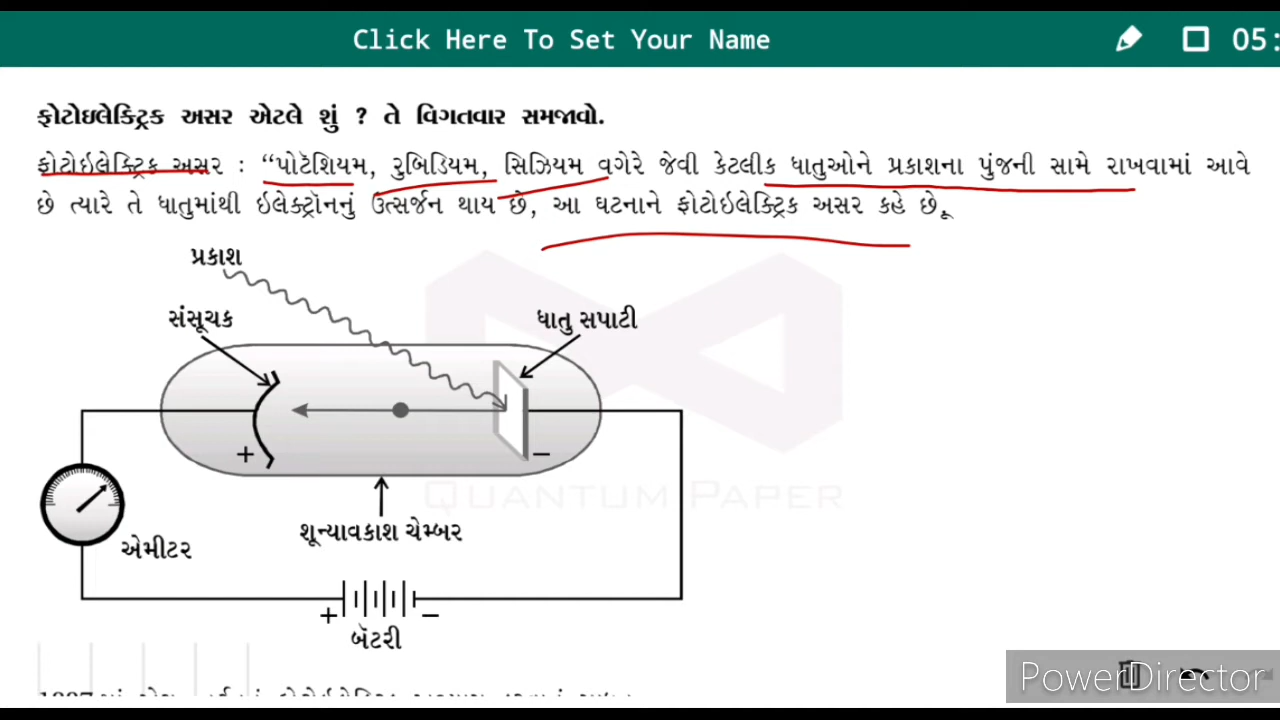 Click Here To Set Your Name
05:
ફોટોઇલેક્ટ્રિક અસર એટલે શું ? તે વિગતવાર સમજાવો.
ફોટોઇલેક્ટ્રિક અસર : “પોટૅશિયમ, રુબિડિયમ, સિઝિયમ વગેરે જેવી કેટલીક ધાતુઓને પ્રકાશના પુંજની સામે રાખવામાં આવે
છે ત્યારે તે ધાતુમાંથી ઇલેક્ટ્રૉનનું ઉત્સર્જન થાય છે, આ ઘટનાને ફોટોઇલેક્ટ્રિક અસર કહે છે.
પ્રકાશ
સંસૂચક
ધાતુ સપાટી
+
−
QUANTUM PAPER
શૂન્યાવકાશ ચેમ્બર
એમીટર
+
−
બૅટરી
PowerDirector